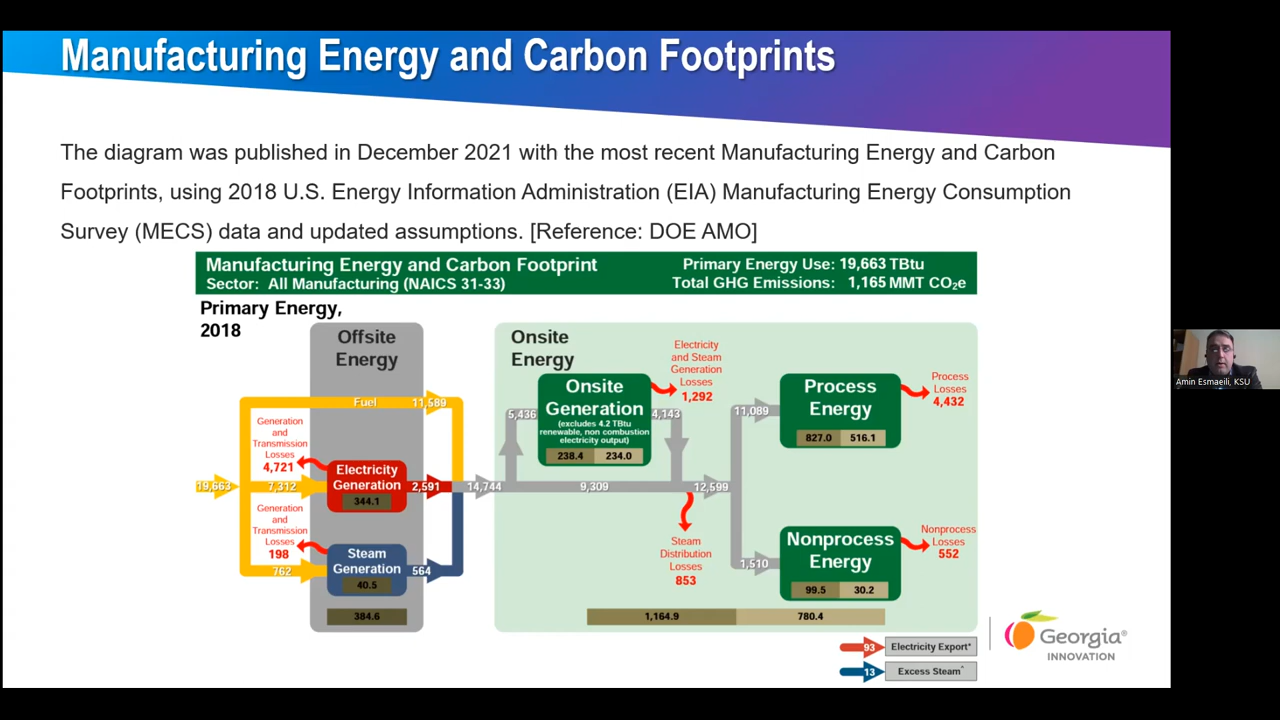 Manufacturing Energy and Carbon Footprints
The diagram was published in December 2021 with the most recent Manufacturing Energy and Carbon
Footprints, using 2018 U.S. Energy Information Administration (EIA) Manufacturing Energy Consumption
Survey (MECS) data and updated assumptions. [Reference: DOE AMO]
Manufacturing Energy and Carbon Footprint
Sector: All Manufacturing (NAICS 31-33)
Primary Energy Use: 19,663 TBtu
Total GHG Emissions: 1,165 MMT CO₂e
Primary Energy,
2018
Offsite
Energy
Fuel
11,589
Generation
and
Transmission
Losses
4,721
Electricity
Generation
344.1
19,663
7,312
2,591
Generation
and
Transmission
Losses
198
Steam
Generation
40.5
762
564
384.6
14,744
Onsite
Energy
5,436
Onsite
Generation
(excludes 4.2 TBtu
renewable, non combustion
electricity output)
238.4
234.0
Electricity
and Steam
Generation
Losses
1,292
4,143
9,309
12,599
Steam
Distribution
Losses
853
11,089
Process
Energy
827.0
516.1
Process
Losses
4,432
1,510
Nonprocess
Energy
99.5
30.2
Nonprocess
Losses
552
1,164.9
780.4
93
Electricity Export*
13
Excess Steam^
Georgia®
INNOVATION
Amin Esmaeili, KSU